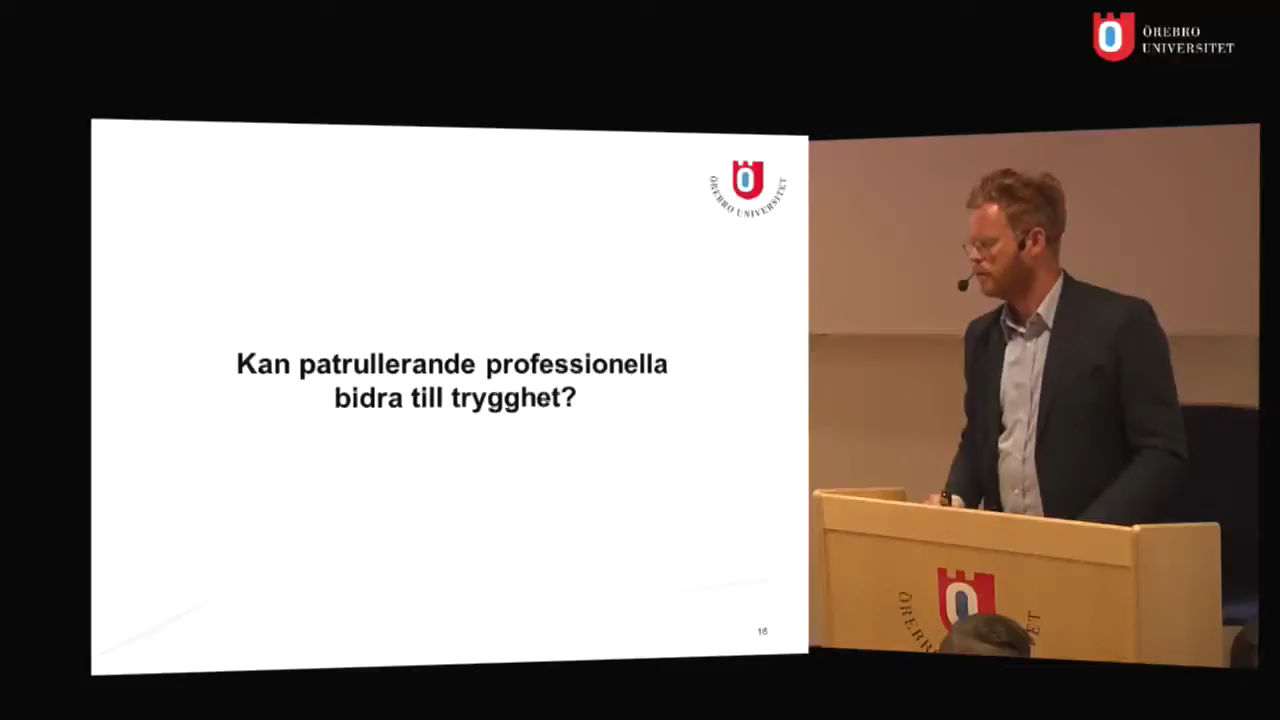 ÖREBRO
UNIVERSITET
ÖREBRO UNIVERSITET
Kan patrullerande professionella
bidra till trygghet?
16